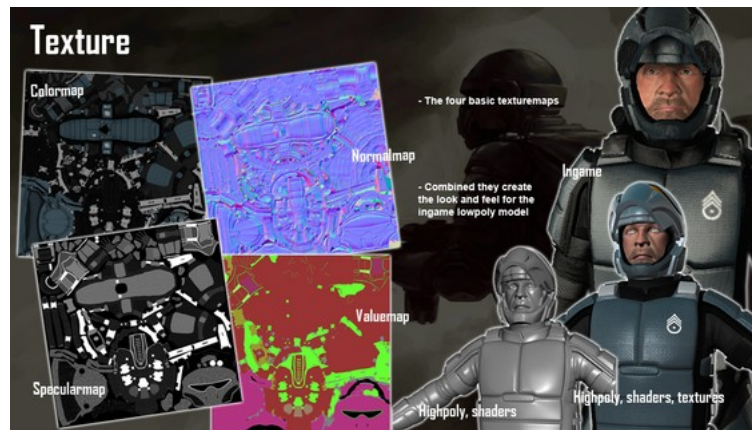 Texture
Colormap
Normalmap
- The four basic texturemaps
- Combined they create
the look and feel for the
ingame lowpoly model
Ingame
Specularmap
Valuemap
Highpoly, shaders
Highpoly, shaders, textures